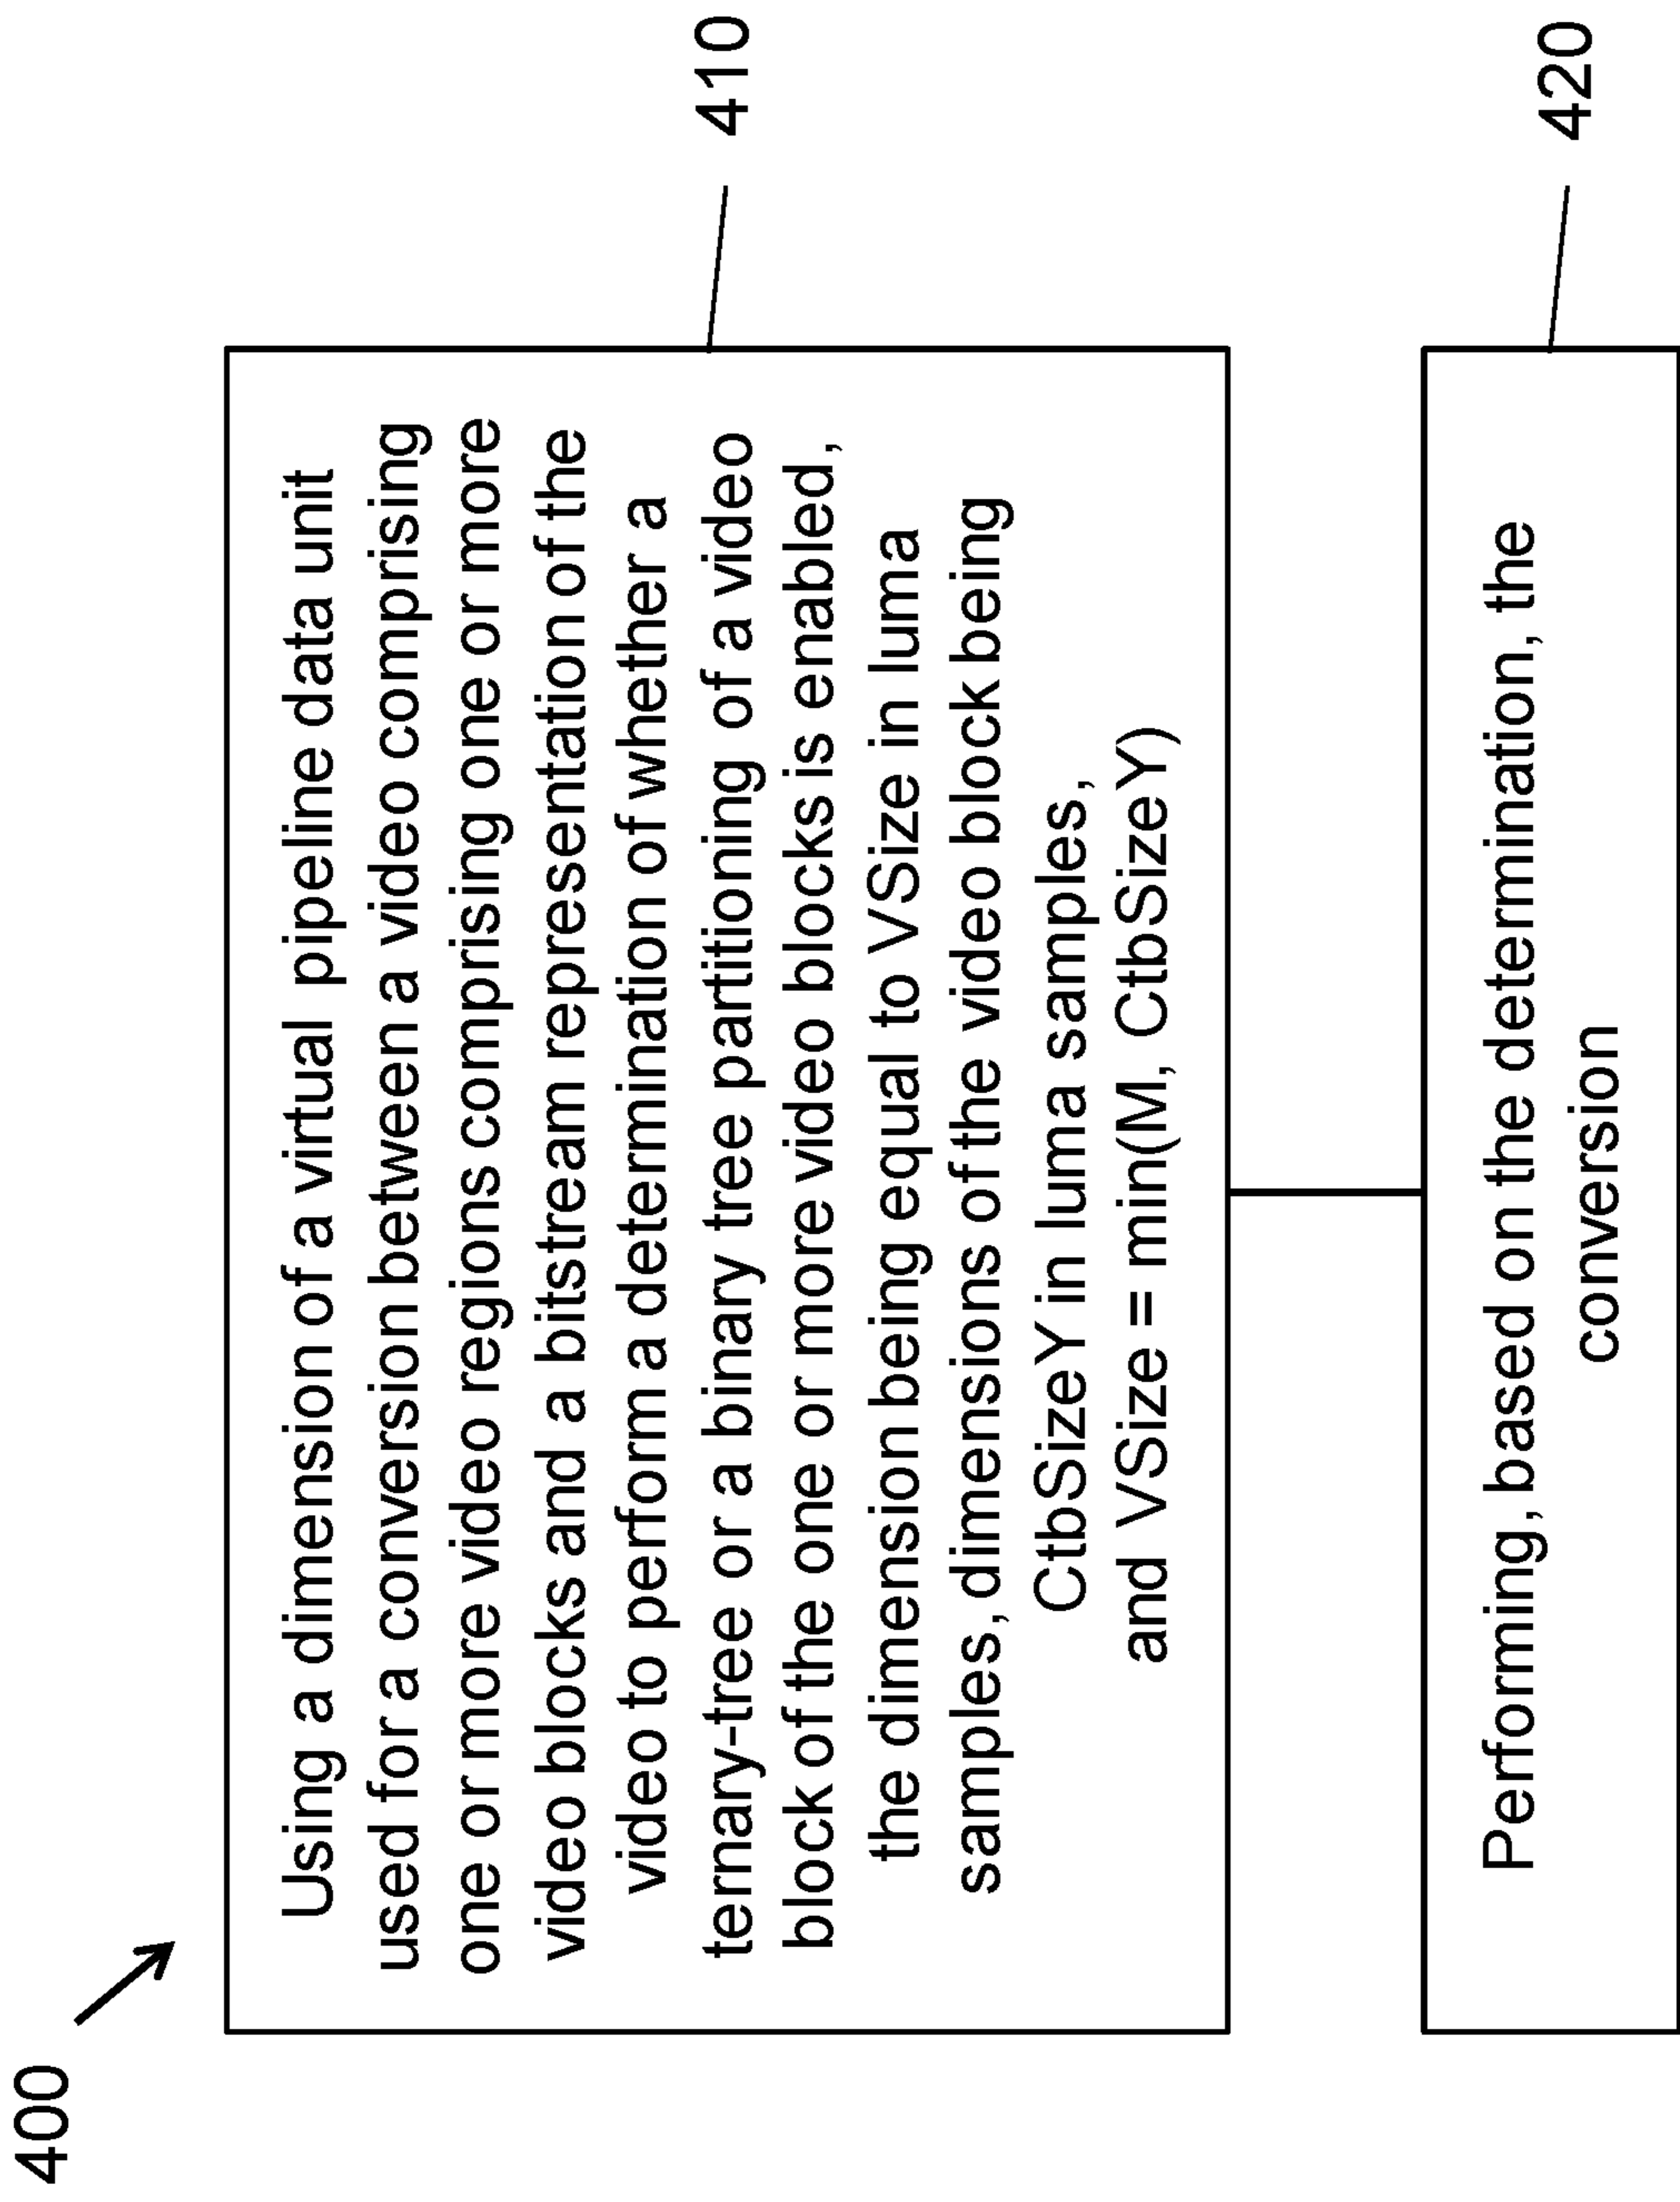 400
Using a dimension of a virtual pipeline data unit
used for a conversion between a video comprising
one or more video regions comprising one or more
video blocks and a bitstream representation of the
video to perform a determination of whether a
ternary-tree or a binary tree partitioning of a video
block of the one or more video blocks is enabled,
the dimension being equal to VSize in luma
samples, dimensions of the video block being
CtbSizeY in luma samples,
and VSize = min(M, CtbSizeY)
410
Performing, based on the determination, the
conversion
420